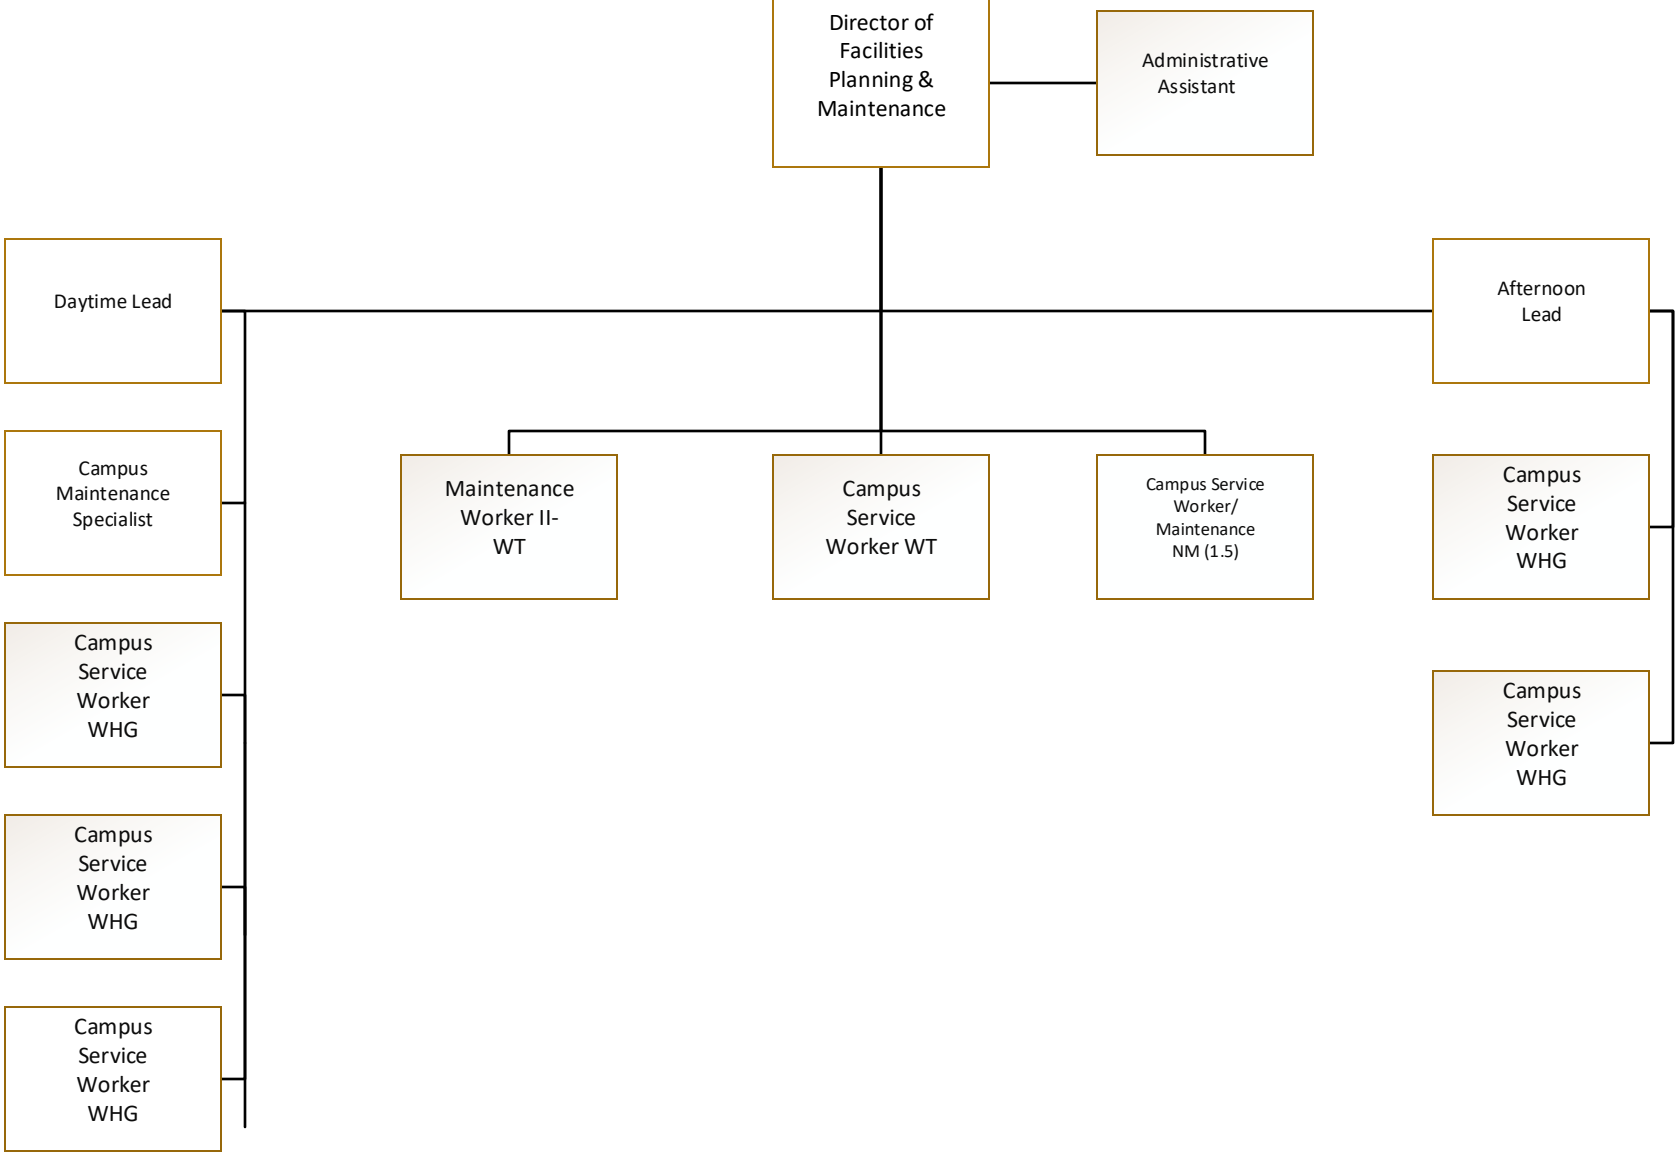 Director of
Facilities
Planning &
Maintenance
Administrative
Assistant
Daytime Lead
Afternoon
Lead
Campus
Maintenance
Specialist
Maintenance
Worker II-
WT
Campus
Service
Worker WT
Campus Service
Worker/
Maintenance
NM (1.5)
Campus
Service
Worker
WHG
Campus
Service
Worker
WHG
Campus
Service
Worker
WHG
Campus
Service
Worker
WHG
Campus
Service
Worker
WHG